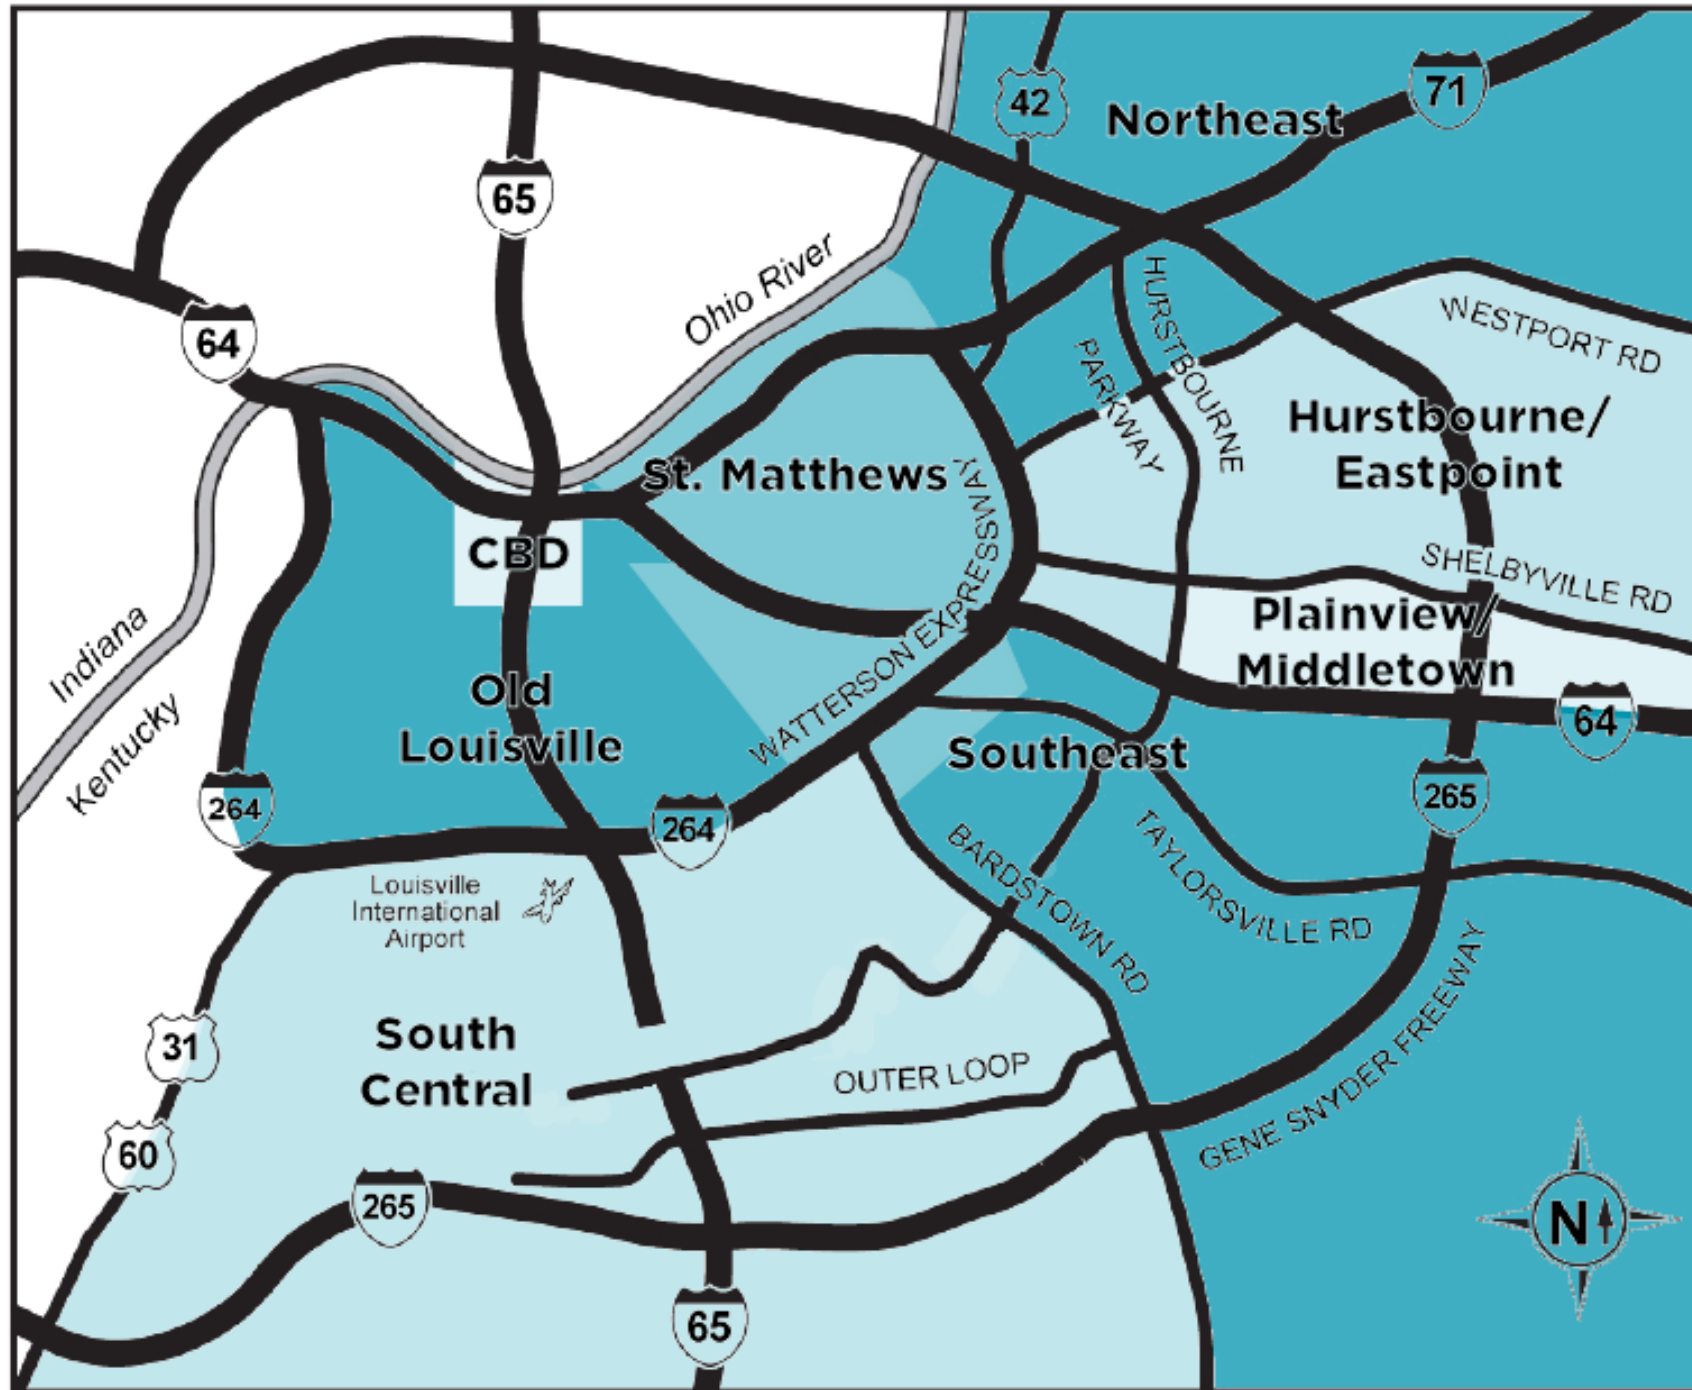 42
71
Northeast
65
Ohio River
64
HURSTBOURNE
PARKWAY
WESTPORT RD
Hurstbourne/
Eastpoint
St. Matthews
WATTERSON EXPRESSWAY
CBD
SHELBYVILLE RD
Plainview/
Middletown
Indiana
Kentucky
Old
Louisville
Southeast
64
264
264
265
BARDSTOWN RD
TAYLORSVILLE RD
Louisville
International
Airport
South
Central
31
OUTER LOOP
GENE SNYDER FREEWAY
60
265
65
N